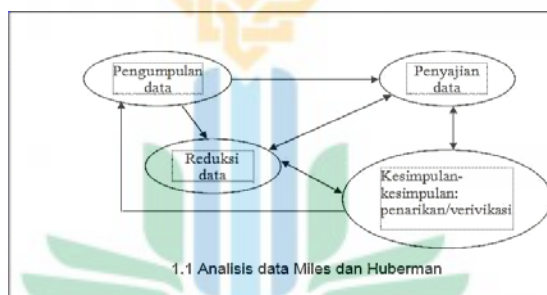 Pengumpulan
data
Penyajian
data
Reduksi
data
Kesimpulan-
kesimpulan:
penarikan/verivikasi
1.1 Analisis data Miles dan Huberman